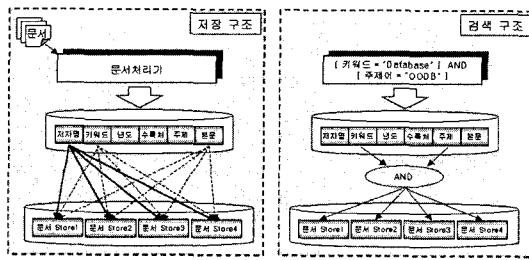 저장 구조
문서
문서처리기
저자명 키워드 년도 수록처 주제 본문
문서 Store1 문서 Store2 문서 Store3 문서 Store4
검색 구조
[ 키워드 = 'Database' ] AND
[ 주제어 = "OODB" ]
저자명 키워드 년도 수록처 주제 본문
AND
문서 Store1 문서 Store2 문서 Store3 문서 Store4